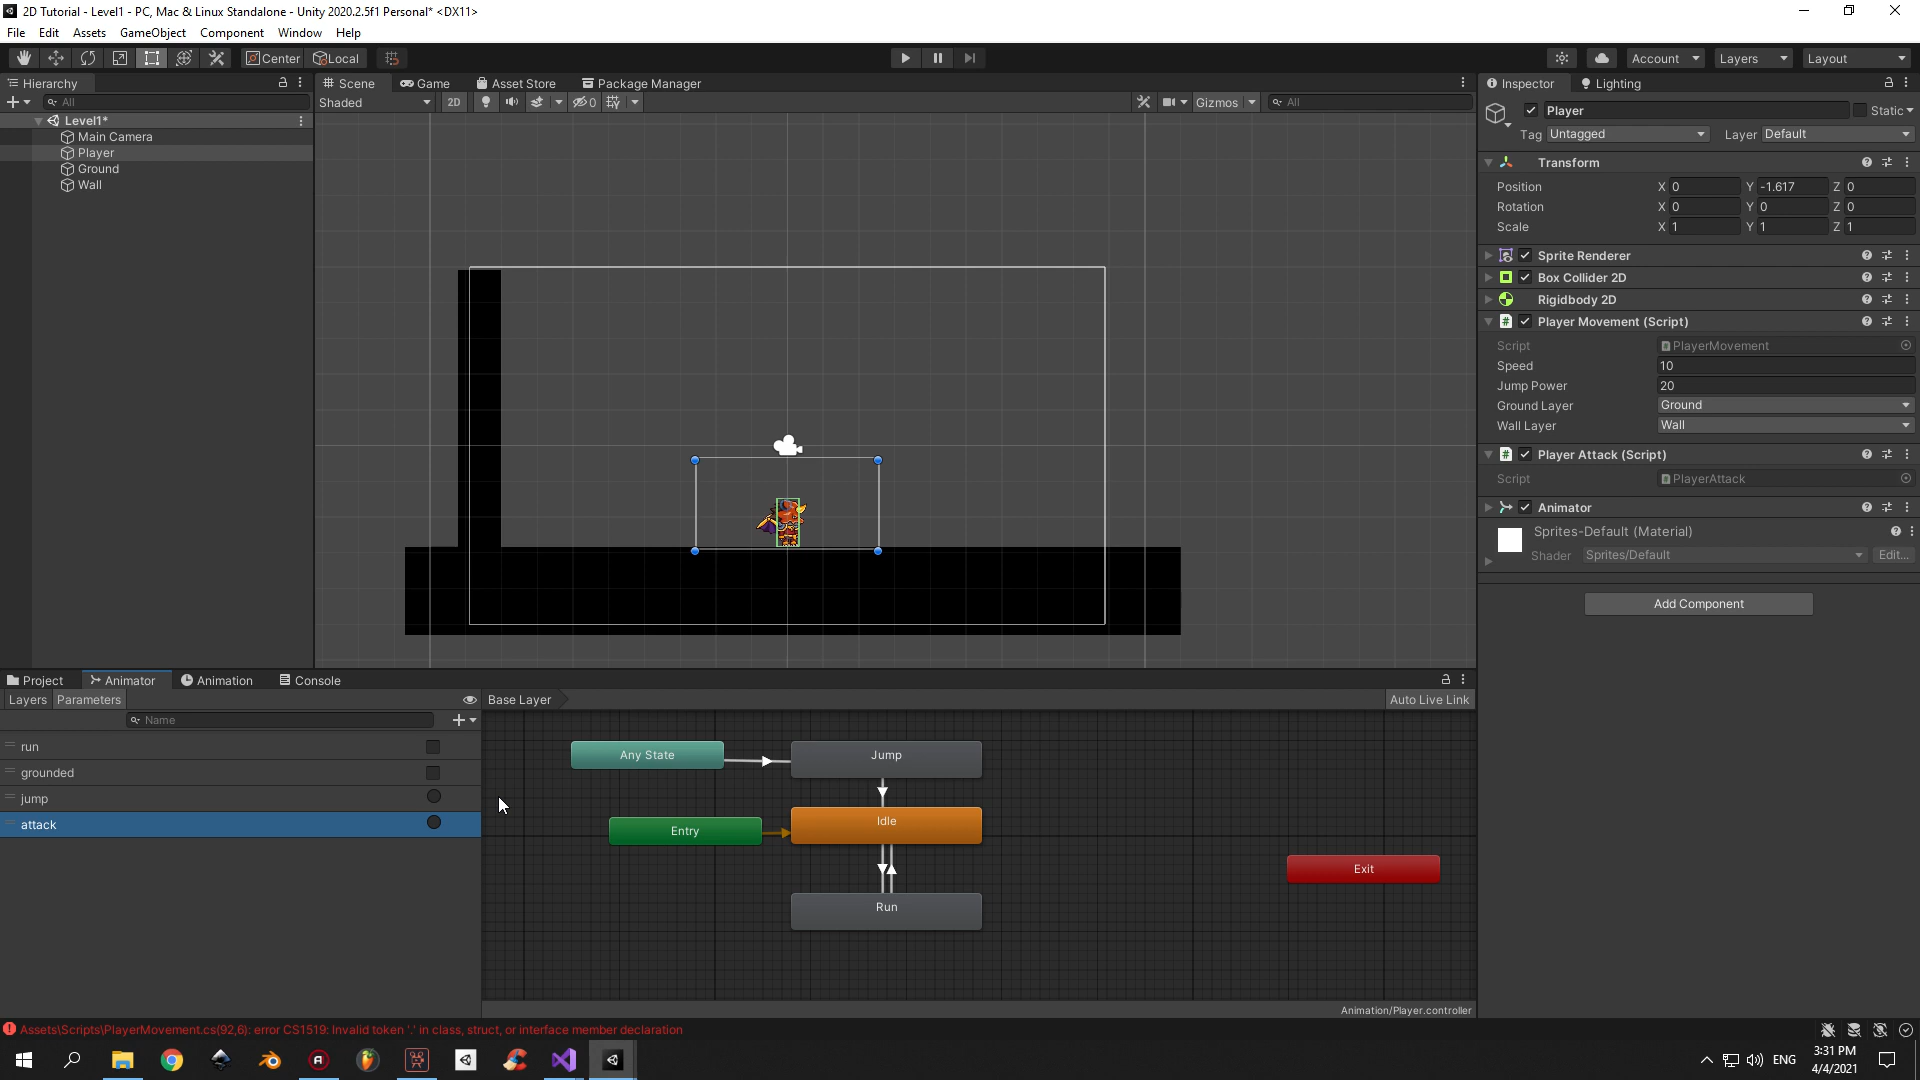 2D Tutorial - Level1 - PC, Mac & Linux Standalone - Unity 2020.2.5f1 Personal* <DX11>
File Edit Assets GameObject Component Window Help
Center Local Account Layers Layout
Hierarchy
All
Level1*
Main Camera
Player
Ground
Wall
Scene Game Asset Store Package Manager
Shaded 2D 0 Gizmos All
Inspector Lighting
Player Static
Tag Untagged Layer Default
Transform
Position X 0 Y -1.617 Z 0
Rotation X 0 Y 0 Z 0
Scale X 1 Y 1 Z 1
Sprite Renderer
Box Collider 2D
Rigidbody 2D
Player Movement (Script)
Script PlayerMovement
Speed 10
Jump Power 20
Ground Layer Ground
Wall Layer Wall
Player Attack (Script)
Script PlayerAttack
Animator
Sprites-Default (Material)
Shader Sprites/Default Edit...
Add Component
Project Animator Animation Console
Layers Parameters Base Layer Auto Live Link
Name
run
grounded
jump
attack
Any State
Jump
Entry
Idle
Run
Exit
Animation/Player.controller
Assets\Scripts\PlayerMovement.cs(92,6): error CS1519: Invalid token '.' in class, struct, or interface member declaration
ENG
3:31 PM
4/4/2021